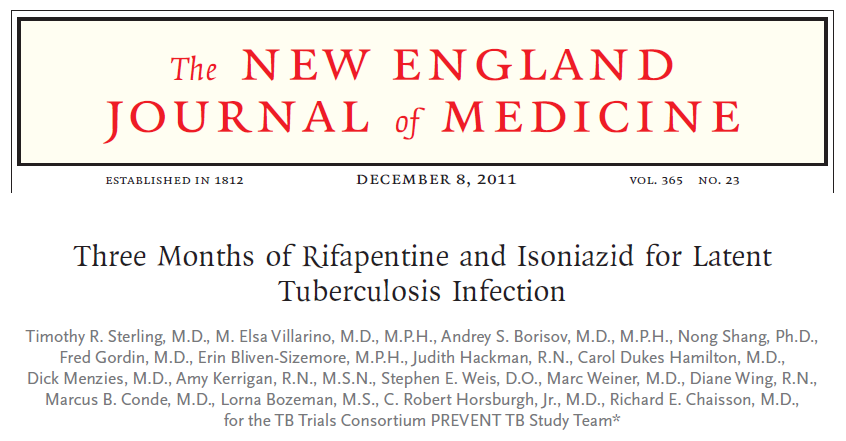 The NEW ENGLAND
JOURNAL of MEDICINE
ESTABLISHED IN 1812 DECEMBER 8, 2011 VOL. 365 NO. 23
Three Months of Rifapentine and Isoniazid for Latent
Tuberculosis Infection
Timothy R. Sterling, M.D., M. Elsa Villarino, M.D., M.P.H., Andrey S. Borisov, M.D., M.P.H., Nong Shang, Ph.D.,
Fred Gordin, M.D., Erin Bliven-Sizemore, M.P.H., Judith Hackman, R.N., Carol Dukes Hamilton, M.D.,
Dick Menzies, M.D., Amy Kerrigan, R.N., M.S.N., Stephen E. Weis, D.O., Marc Weiner, M.D., Diane Wing, R.N.,
Marcus B. Conde, M.D., Lorna Bozeman, M.S., C. Robert Horsburgh, Jr., M.D., Richard E. Chaisson, M.D.,
for the TB Trials Consortium PREVENT TB Study Team*